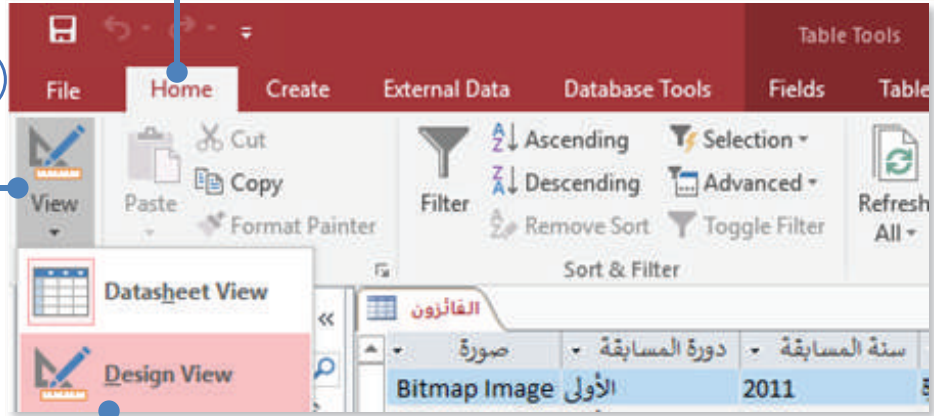 Table Tools
File Home Create External Data Database Tools Fields Table
View Paste Cut Copy Format Painter
Filter Ascending Descending Remove Sort Selection Advanced Toggle Filter Refresh All
Sort & Filter
Datasheet View
Design View
الفائزون
سنة المسابقة دورة المسابقة صورة
2011 الأولى Bitmap Image